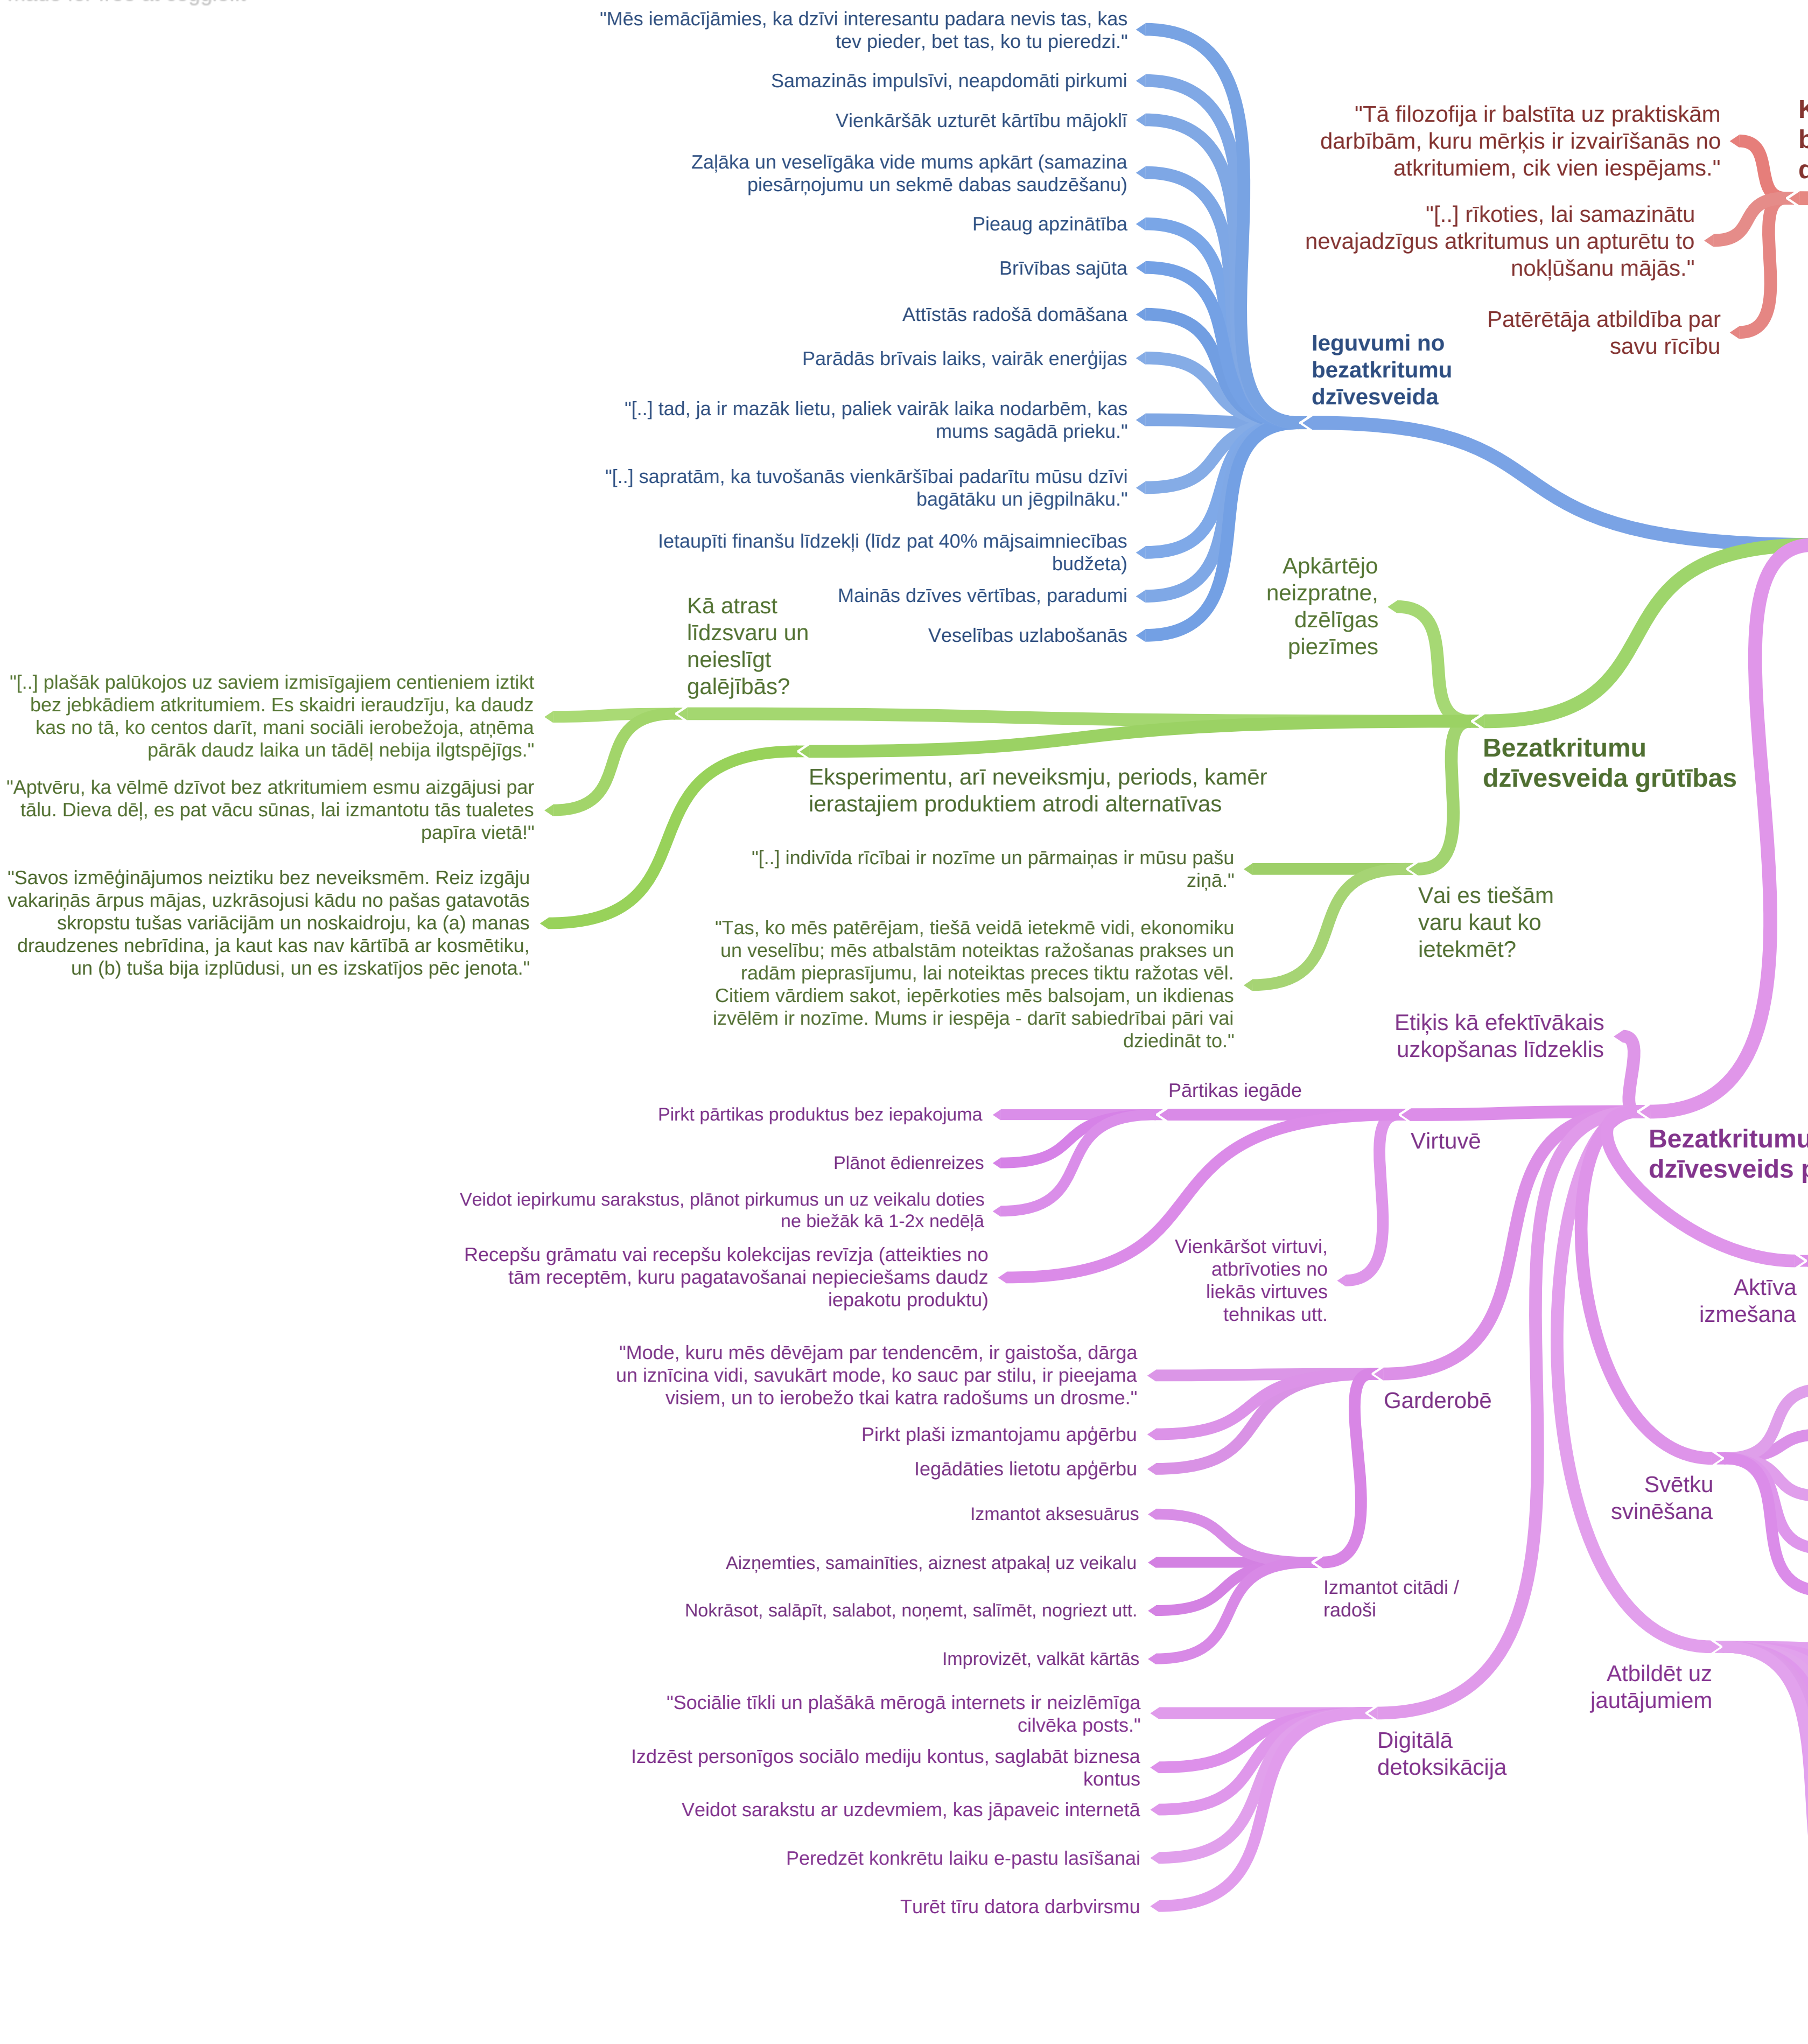 "Mēs iemācījāmies, ka dzīvi interesantu padara nevis tas, kas
tev pieder, bet tas, ko tu pieredzi."
Samazinās impulsīvi, neapdomāti pirkumi
Vienkāršāk uzturēt kārtību mājoklī
Zaļāka un veselīgāka vide mums apkārt (samazina
piesārņojumu un sekmē dabas saudzēšanu)
Pieaug apzinātība
Brīvības sajūta
Attīstās radošā domāšana
Parādās brīvais laiks, vairāk enerģijas
"[..] tad, ja ir mazāk lietu, paliek vairāk laika nodarbēm, kas
mums sagādā prieku."
"[..] sapratām, ka tuvošanās vienkāršībai padarītu mūsu dzīvi
bagātāku un jēgpilnāku."
Ietaupīti finanšu līdzekļi (līdz pat 40% mājsaimniecības
budžeta)
Mainās dzīves vērtības, paradumi
Veselības uzlabošanās
Ieguvumi no
bezatkritumu
dzīvesveida
"Tā filozofija ir balstīta uz praktiskām
darbībām, kuru mērķis ir izvairīšanās no
atkritumiem, cik vien iespējams."
"[..] rīkoties, lai samazinātu
nevajadzīgus atkritumus un apturētu to
nokļūšanu mājās."
Patērētāja atbildība par
savu rīcību
Apkārtējo
neizpratne,
dzēlīgas
piezīmes
Kā atrast
līdzsvaru un
neieslīgt
galējībās?
"[..] plašāk palūkojos uz saviem izmisīgajiem centieniem iztikt
bez jebkādiem atkritumiem. Es skaidri ieraudzīju, ka daudz
kas no tā, ko centos darīt, mani sociāli ierobežoja, atņēma
pārāk daudz laika un tādēļ nebija ilgtspējīgs."
"Aptvēru, ka vēlmē dzīvot bez atkritumiem esmu aizgājusi par
tālu. Dieva dēļ, es pat vācu sūnas, lai izmantotu tās tualetes
papīra vietā!"
"Savos izmēģinājumos neiztiku bez neveiksmēm. Reiz izgāju
vakariņās ārpus mājas, uzkrāsojusi kādu no pašas gatavotās
skropstu tušas variācijām un noskaidroju, ka (a) manas
draudzenes nebrīdina, ja kaut kas nav kārtībā ar kosmētiku,
un (b) tuša bija izplūdusi, un es izskatījos pēc jenota."
Eksperimentu, arī neveiksmju, periods, kamēr
ierastajiem produktiem atrodi alternatīvas
Bezatkritumu
dzīvesveida grūtības
"[..] indivīda rīcībai ir nozīme un pārmaiņas ir mūsu pašu
ziņā."
"Tas, ko mēs patērējam, tiešā veidā ietekmē vidi, ekonomiku
un veselību; mēs atbalstām noteiktas ražošanas prakses un
radām pieprasījumu, lai noteiktas preces tiktu ražotas vēl.
Citiem vārdiem sakot, iepērkoties mēs balsojam, un ikdienas
izvēlēm ir nozīme. Mums ir iespēja - darīt sabiedrībai pāri vai
dziedināt to."
Vai es tiešām
varu kaut ko
ietekmēt?
Etiķis kā efektīvākais
uzkopšanas līdzeklis
Bezatkritumu
dzīvesveids
Pārtikas iegāde
Virtuvē
Pirkt pārtikas produktus bez iepakojuma
Plānot ēdienreizes
Veidot iepirkumu sarakstus, plānot pirkumus un uz veikalu doties
ne biežāk kā 1-2x nedēļā
Recepšu grāmatu vai recepšu kolekcijas revīzja (atteikties no
tām receptēm, kuru pagatavošanai nepieciešams daudz
iepakotu produktu)
Vienkāršot virtuvi,
atbrīvoties no
liekās virtuves
tehnikas utt.
Aktīva
izmešana
"Mode, kuru mēs dēvējam par tendencēm, ir gaistoša, dārga
un iznīcina vidi, savukārt mode, ko sauc par stilu, ir pieejama
visiem, un to ierobežo tkai katra radošums un drosme."
Pirkt plaši izmantojamu apģērbu
Iegādāties lietotu apģērbu
Garderobē
Izmantot aksesuārus
Aizņemties, samainīties, aiznest atpakaļ uz veikalu
Nokrāsot, salāpīt, salabot, noņemt, salīmēt, nogriezt utt.
Improvizēt, valkāt kārtās
Izmantot citādi /
radoši
Svētku
svinēšana
Atbildēt uz
jautājumiem
"Sociālie tīkli un plašākā mērogā internets ir neizlēmīga
cilvēka posts."
Izdzēst personīgos sociālo mediju kontus, saglabāt biznesa
kontus
Veidot sarakstu ar uzdevmiem, kas jāpaveic internetā
Peredzēt konkrētu laiku e-pastu lasīšanai
Turēt tīru datora darbvirsmu
Digitālā
detoksikācija